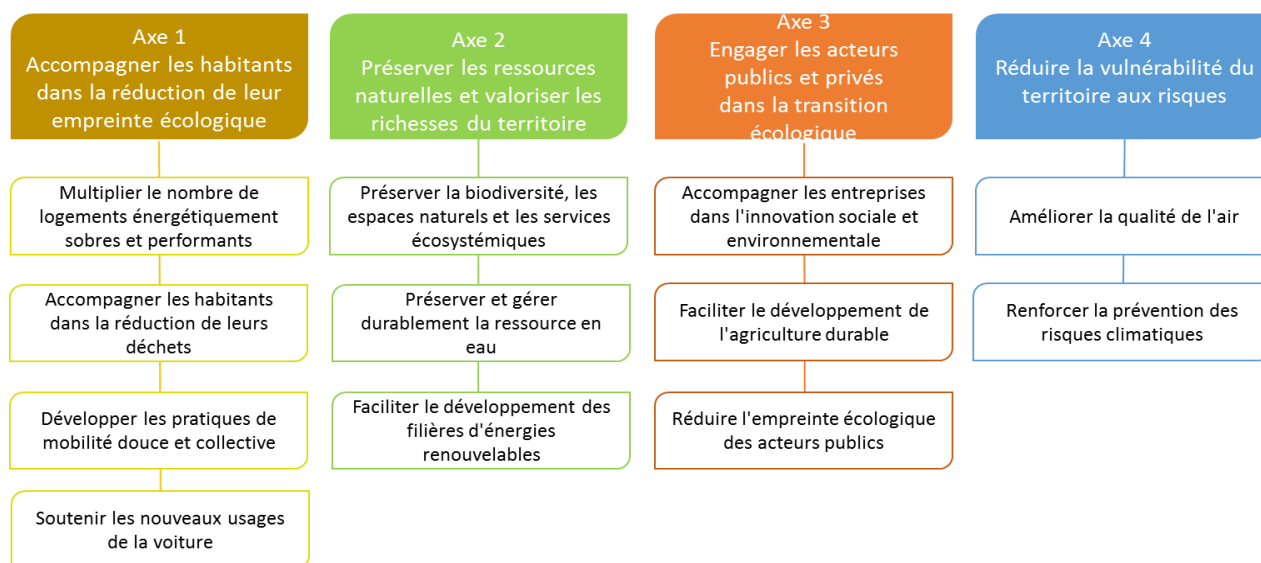 Axe 1
Accompagner les habitants
dans la réduction de leur
empreinte écologique
Multiplier le nombre de
logements énergétiquement
sobres et performants
Accompagner les habitants
dans la réduction de leurs
déchets
Développer les pratiques de
mobilité douce et collective
Soutenir les nouveaux usages
de la voiture
Axe 2
Préserver les ressources
naturelles et valoriser les
richesses du territoire
Préserver la biodiversité, les
espaces naturels et les services
écosystémiques
Préserver et gérer
durablement la ressource en
eau
Faciliter le développement des
filières d'énergies
renouvelables
Axe 3
Engager les acteurs
publics et privés
dans la transition
écologique
Accompagner les entreprises
dans l'innovation sociale et
environnementale
Faciliter le développement de
l'agriculture durable
Réduire l'empreinte écologique
des acteurs publics
Axe 4
Réduire la vulnérabilité du
territoire aux risques
Améliorer la qualité de l'air
Renforcer la prévention des
risques climatiques